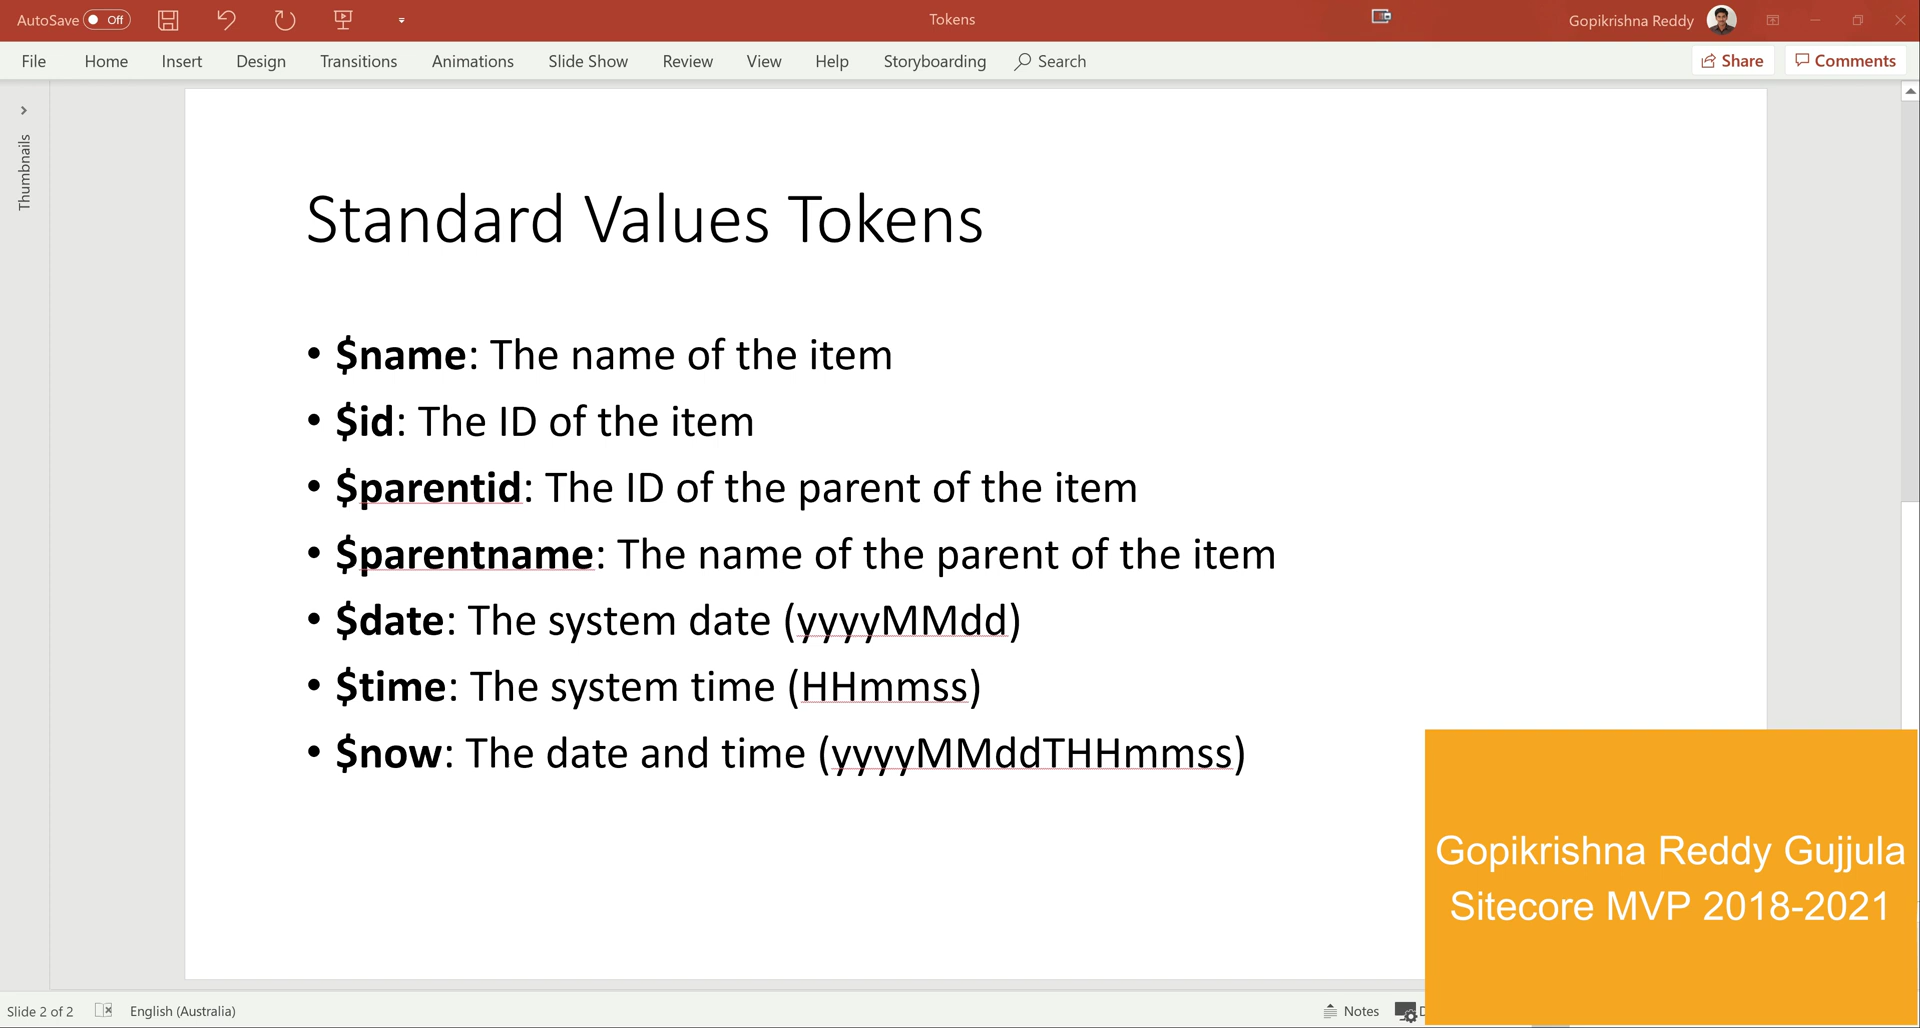 AutoSave Off
Tokens
Gopikrishna Reddy
File Home Insert Design Transitions Animations Slide Show Review View Help Storyboarding Search
Share Comments
Thumbnails
Standard Values Tokens
• $name: The name of the item
• $id: The ID of the item
• $parentid: The ID of the parent of the item
• $parentname: The name of the parent of the item
• $date: The system date (yyyyMMdd)
• $time: The system time (HHmmss)
• $now: The date and time (yyyyMMddTHHmmss)
Gopikrishna Reddy Gujjula
Sitecore MVP 2018-2021
Slide 2 of 2 English (Australia) Notes